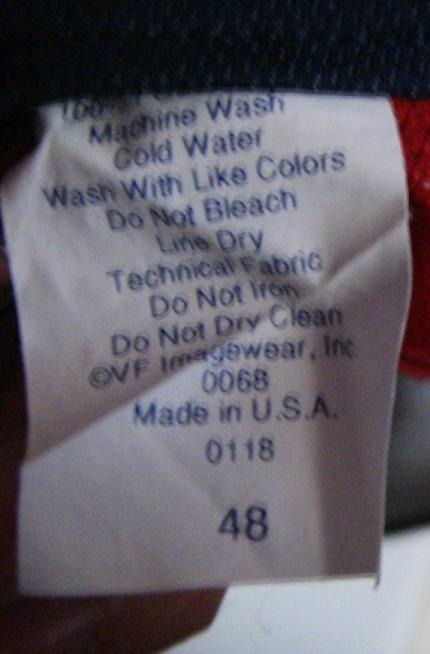 Machine Wash
Cold Water
Wash With Like Colors
Do Not Bleach
Line Dry
Technical Fabric
Do Not Iron
Do Not Dry Clean
©VF Imagewear, Inc.
0068
Made in U.S.A.
0118
48